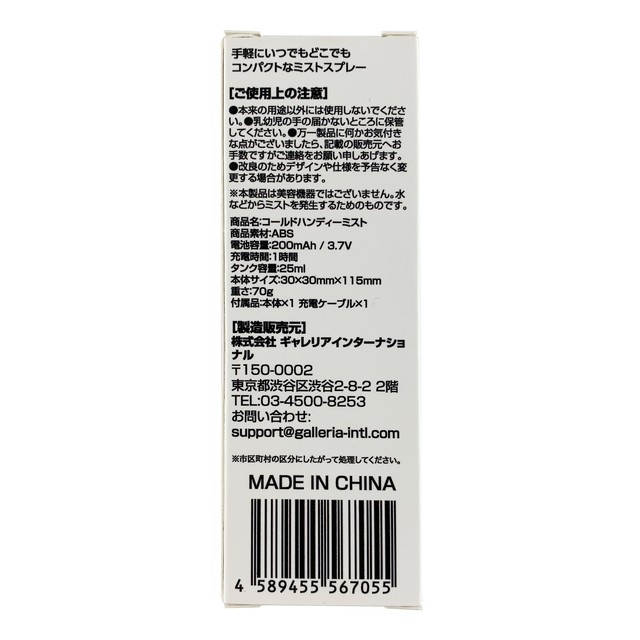 手軽にいつでもどこでも
コンパクトなミストスプレー
【ご使用上の注意】
●本来の用途以外には使用しないでくださ
い。●乳幼児の手の届かないところに保管
してください。●万一製品に何かお気付き
な点がございましたら、記載の販売元へお
手数ですがご連絡をお願い申しあげます。
●改良のためデザインや仕様を予告なく変
更する場合があります。
※本製品は美容機器ではございません。水
などからミストを発生するためのものです。
商品名:コールドハンディーミスト
商品素材:ABS
電池容量:200mAh / 3.7V
充電時間:1時間
タンク容量:25ml
本体サイズ:30×30mm×115mm
重さ:70g
付属品:本体×1 充電ケーブル×1
【製造販売元】
株式会社 ギャレリアインターナショ
ナル
〒150-0002
東京都渋谷区渋谷2-8-2 2階
TEL:03-4500-8253
お問い合わせ:
support@galleria-intl.com
※市区町村の区分にしたがって処理してください。
MADE IN CHINA
4 589455 567055